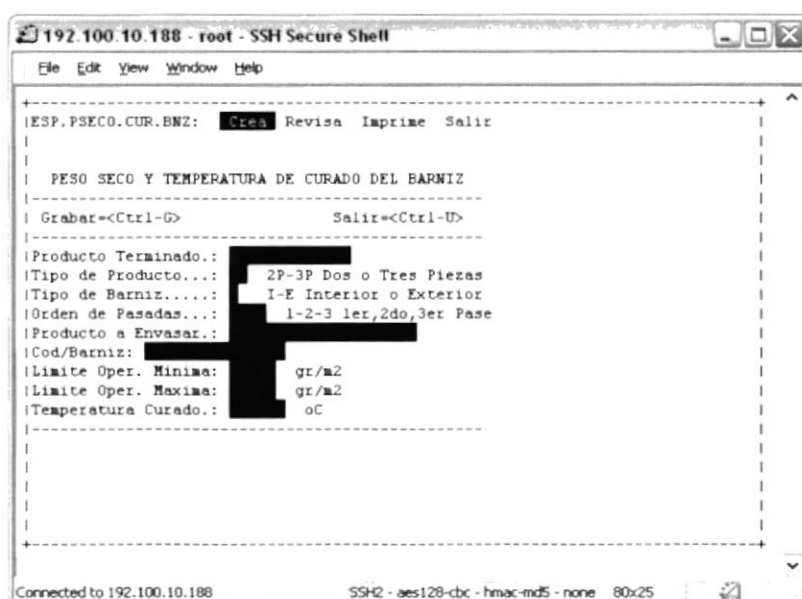 192.100.10.188 - root - SSH Secure Shell
File Edit View Window Help
ESP.PSECO.CUR.BNZ: Crea Revisa Imprime Salir
PESO SECO Y TEMPERATURA DE CURADO DEL BARNIZ
Grabar=<Ctrl-G> Salir=<Ctrl-U>
Producto Terminado.:
Tipo de Producto...: 2P-3P Dos o Tres Piezas
Tipo de Barniz.....: I-E Interior o Exterior
Orden de Pasadas...: 1-2-3 1er,2do,3er Pase
Producto a Envasar.:
Cod/Barniz:
Limite Oper. Minima: gr/m2
Limite Oper. Maxima: gr/m2
Temperatura Curado.: oC
Connected to 192.100.10.188 SSH2 - aes128-cbc - hmac-md5 - none 80x25